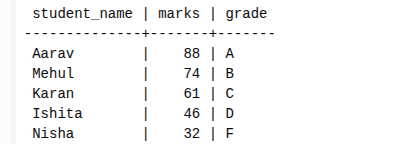 student_name | marks | grade
--------------+-------+-------
 Aarav        |    88 | A
 Mehul        |    74 | B
 Karan        |    61 | C
 Ishita       |    46 | D
 Nisha        |    32 | F